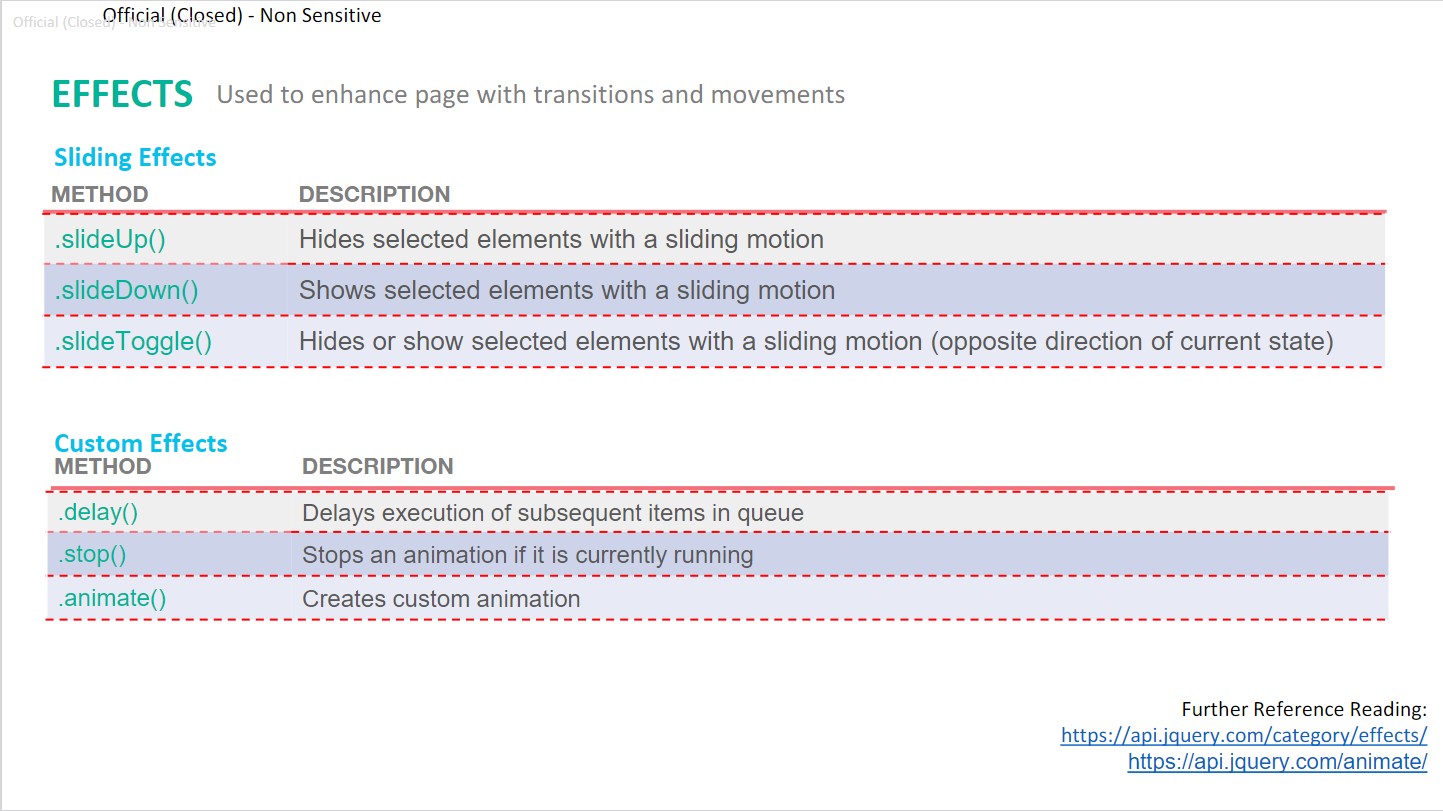 Official (Closed) - Non Sensitive
Official (Closed) - Non Sensitive
EFFECTS Used to enhance page with transitions and movements
Sliding Effects
METHOD DESCRIPTION
.slideUp() Hides selected elements with a sliding motion
.slideDown() Shows selected elements with a sliding motion
.slideToggle() Hides or show selected elements with a sliding motion (opposite direction of current state)
Custom Effects
METHOD DESCRIPTION
.delay() Delays execution of subsequent items in queue
.stop() Stops an animation if it is currently running
.animate() Creates custom animation
Further Reference Reading:
https://api.jquery.com/category/effects/
https://api.jquery.com/animate/